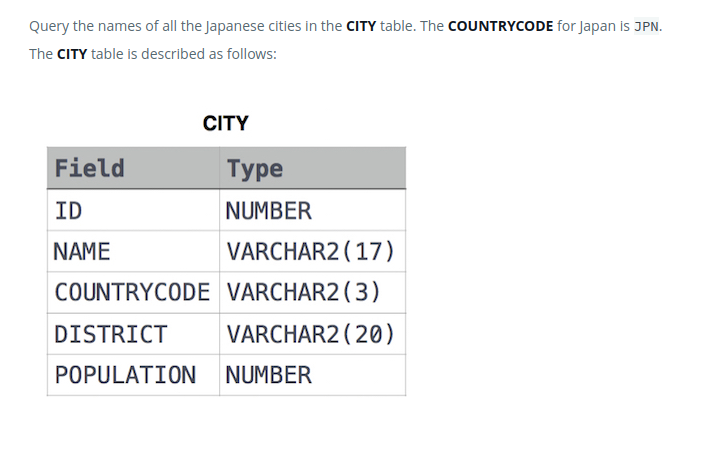 Query the names of all the Japanese cities in the CITY table. The COUNTRYCODE for Japan is JPN.
The CITY table is described as follows:
CITY
Field Type
ID NUMBER
NAME VARCHAR2(17)
COUNTRYCODE VARCHAR2(3)
DISTRICT VARCHAR2(20)
POPULATION NUMBER